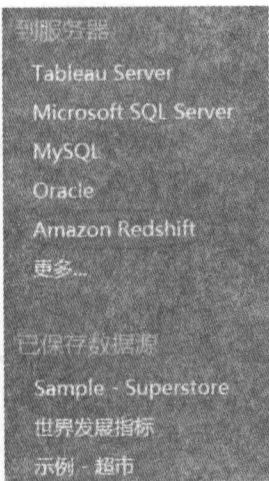 到服务器
Tableau Server
Microsoft SQL Server
MySQL
Oracle
Amazon Redshift
更多...
已保存数据源
Sample - Superstore
世界发展指标
示例 - 超市